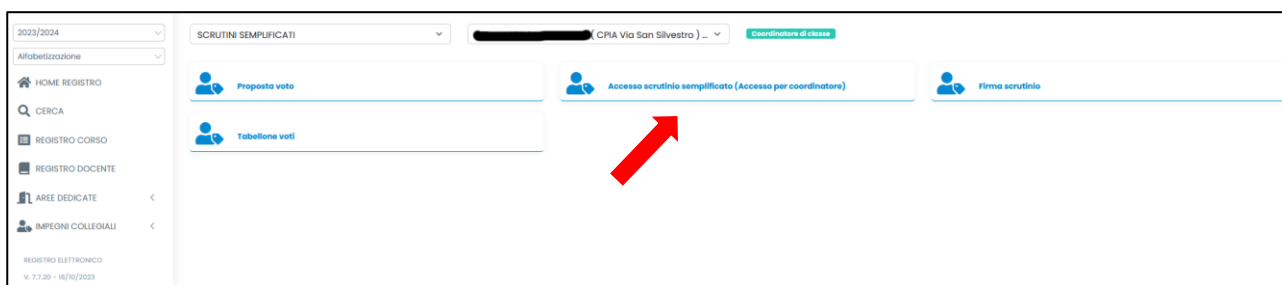 2023/2024
Alfabetizzazione
HOME REGISTRO
CERCA
REGISTRO CORSO
REGISTRO DOCENTE
AREE DEDICATE
IMPEGNI COLLEGIALI
REGISTRO ELETTRONICO
V. 7.7.20 - 16/10/2023
SCRUTINI SEMPLIFICATI
( CPIA Via San Silvestro ) ...
Coordinatore di classe
Proposta voto
Accesso scrutinio semplificato (Accesso per coordinatore)
Firma scrutinio
Tabellone voti